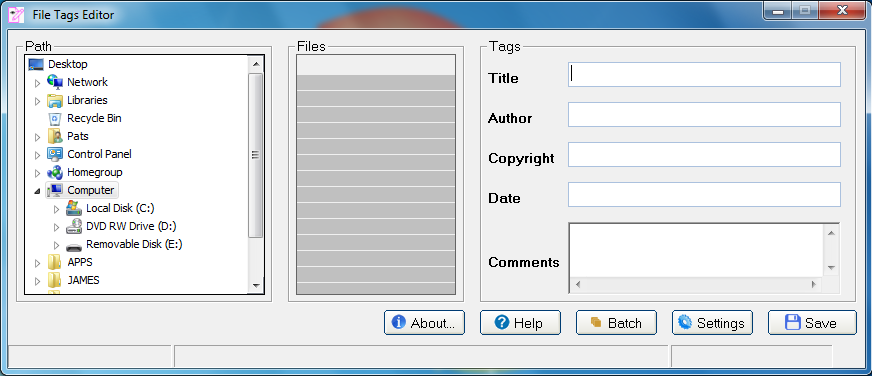 File Tags Editor
Path
Desktop
Network
Libraries
Recycle Bin
Pats
Control Panel
Homegroup
Computer
Local Disk (C:)
DVD RW Drive (D:)
Removable Disk (E:)
APPS
JAMES
Files
Tags
Title
Author
Copyright
Date
Comments
About...
Help
Batch
Settings
Save